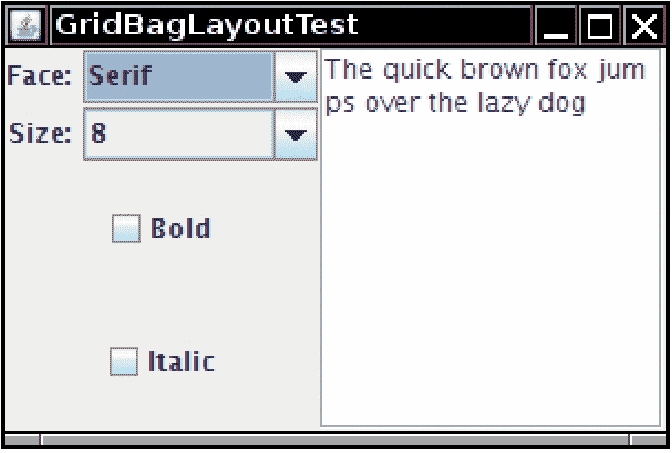 GridBagLayoutTest
Face: Serif
Size: 8
Bold
Italic
The quick brown fox jum
ps over the lazy dog